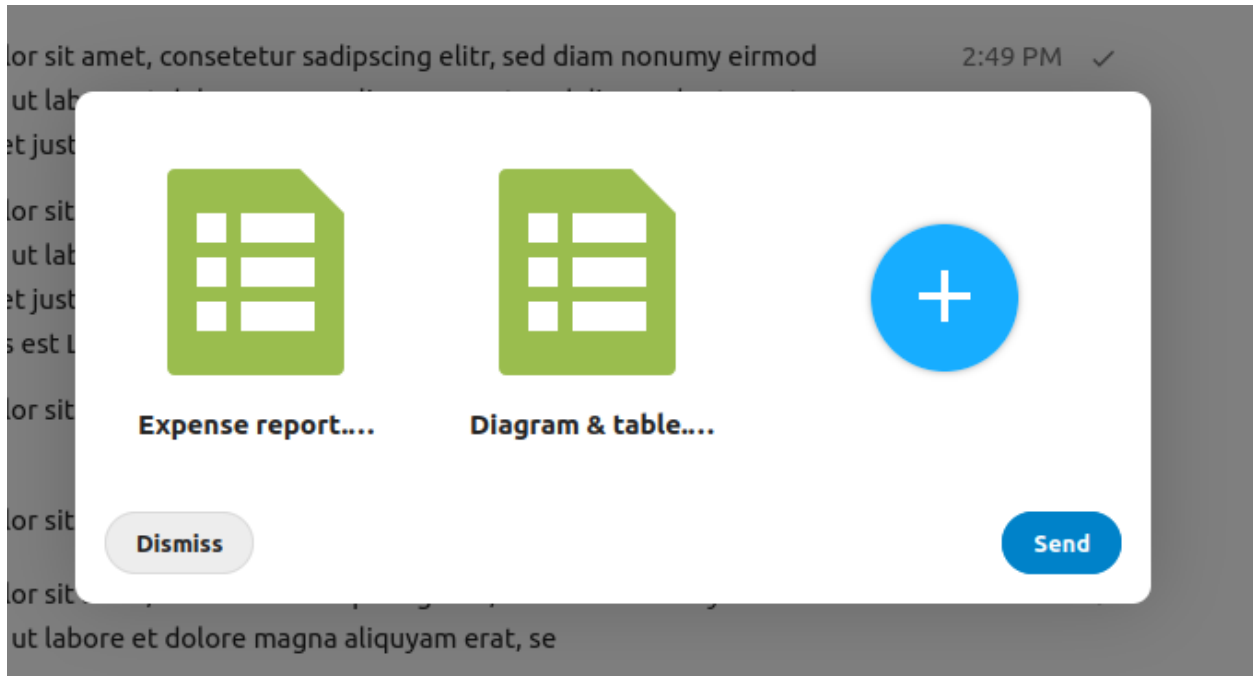 lor sit amet, consetetur sadipscing elitr, sed diam nonumy eirmod 2:49 PM
ut lab
et just
lor sit
ut lab
et just
s est L
Expense report.…
Diagram & table.…
lor sit
lor sit
Dismiss
Send
lor sit
ut labore et dolore magna aliquyam erat, se